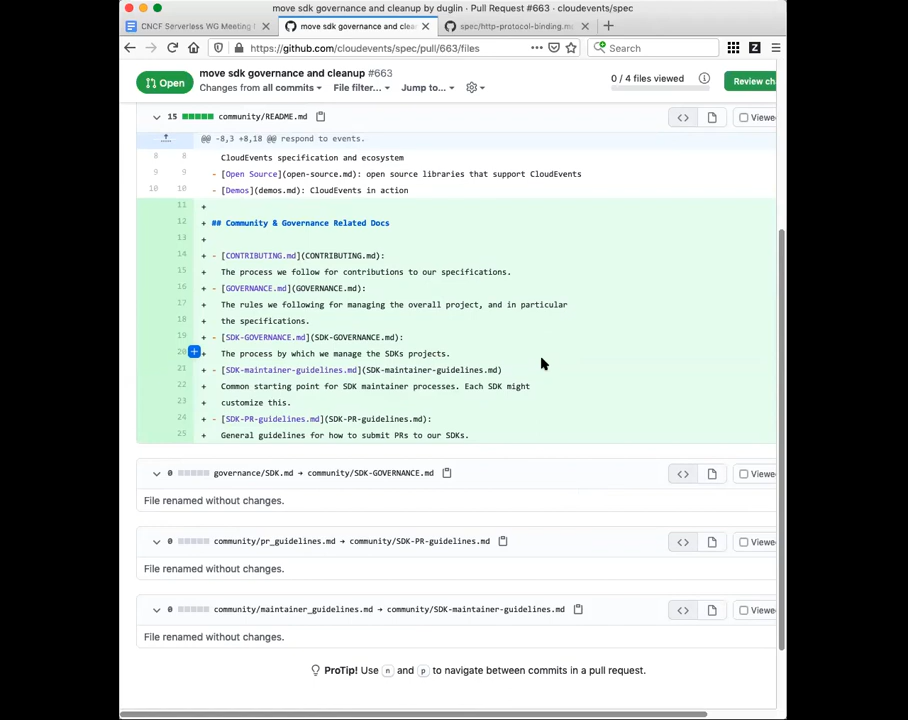 move sdk governance and cleanup by duglin · Pull Request #663 · cloudevents/spec
CNCF Serverless WG Meeting
move sdk governance and clea
spec/http-protocol-binding.md
https://github.com/cloudevents/spec/pull/663/files
Search
Open
move sdk governance and cleanup #663
Changes from all commits
File filter...
Jump to...
0 / 4 files viewed
Review ch
15 community/README.md
Viewe
@@ -8,3 +8,18 @@ respond to events.
8 8 CloudEvents specification and ecosystem
9 9 - [Open Source](open-source.md): open source libraries that support CloudEvents
10 10 - [Demos](demos.md): CloudEvents in action
11 +
12 + ## Community & Governance Related Docs
13 +
14 + - [CONTRIBUTING.md](CONTRIBUTING.md):
15 + The process we follow for contributions to our specifications.
16 + - [GOVERNANCE.md](GOVERNANCE.md):
17 + The rules we following for managing the overall project, and in particular
18 + the specifications.
19 + - [SDK-GOVERNANCE.md](SDK-GOVERNANCE.md):
20 + The process by which we manage the SDKs projects.
21 + - [SDK-maintainer-guidelines.md](SDK-maintainer-guidelines.md)
22 + Common starting point for SDK maintainer processes. Each SDK might
23 + customize this.
24 + - [SDK-PR-guidelines.md](SDK-PR-guidelines.md):
25 + General guidelines for how to submit PRs to our SDKs.
0 governance/SDK.md → community/SDK-GOVERNANCE.md
Viewe
File renamed without changes.
0 community/pr_guidelines.md → community/SDK-PR-guidelines.md
Viewe
File renamed without changes.
0 community/maintainer_guidelines.md → community/SDK-maintainer-guidelines.md
Viewe
File renamed without changes.
ProTip! Use n and p to navigate between commits in a pull request.